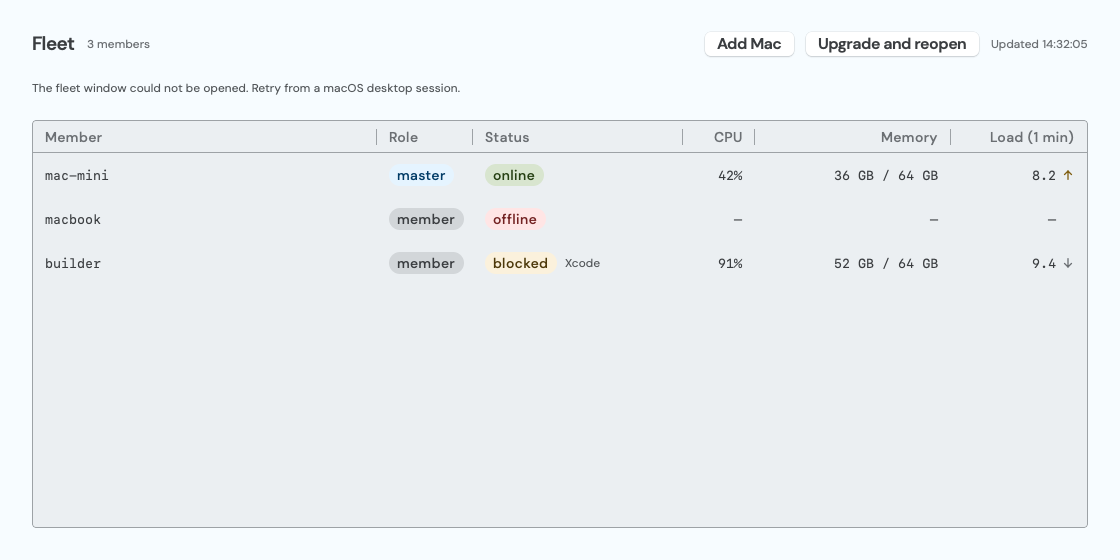 Fleet 3 members Add Mac Upgrade and reopen Updated 14:32:05
The fleet window could not be opened. Retry from a macOS desktop session.
Member Role Status CPU Memory Load (1 min)
mac-mini master online 42% 36 GB / 64 GB 8.2 ↑
macbook member offline — — —
builder member blocked Xcode 91% 52 GB / 64 GB 9.4 ↓